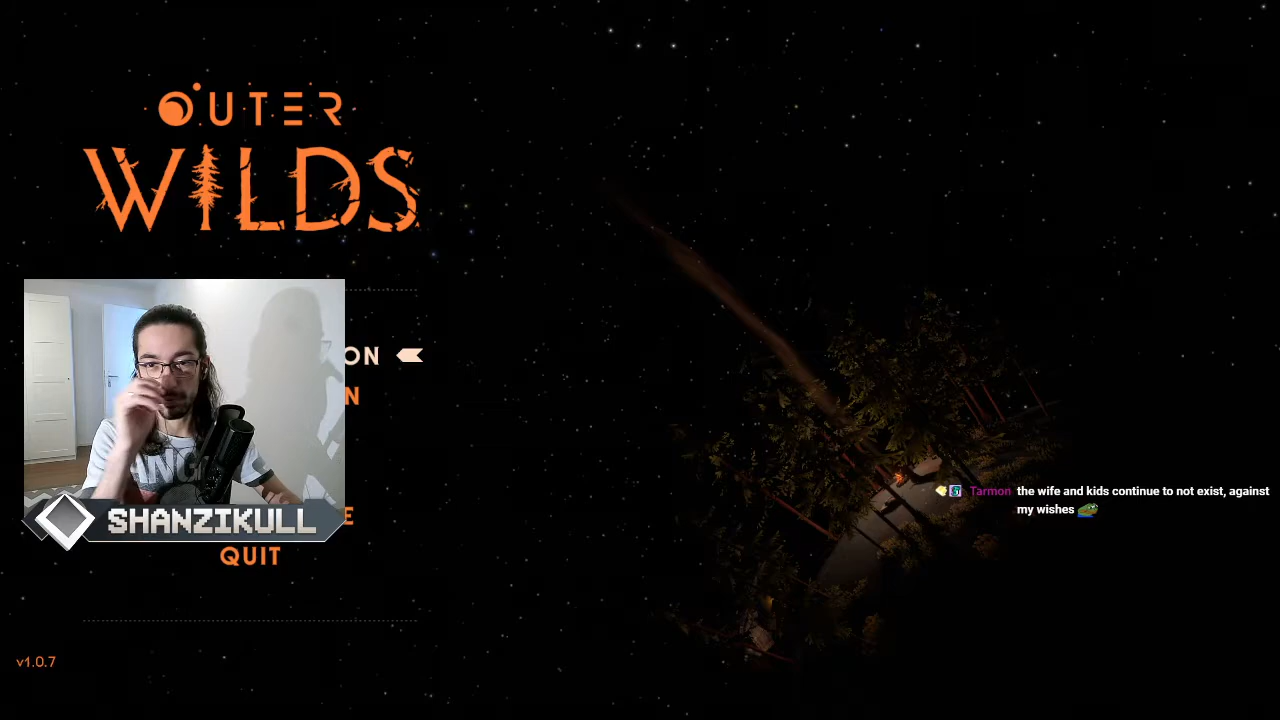 OUTER
WILDS
ON
N
E
SHANZIKULL
QUIT
v1.0.7
Tarmon the wife and kids continue to not exist, against
my wishes